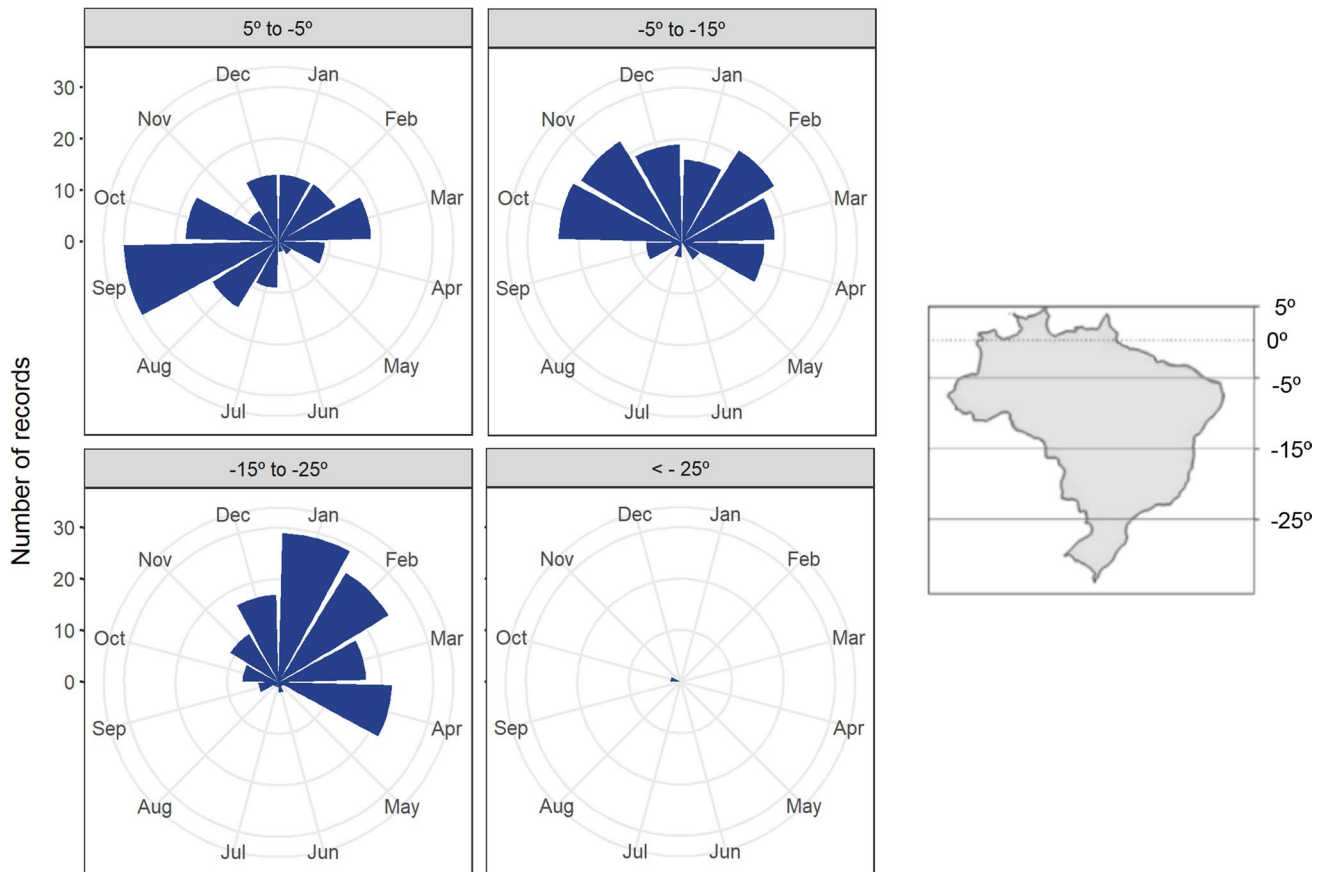 5º to -5º
-5º to -15º
Number of records
30
20
10
0
Dec
Jan
Nov
Feb
Oct
Mar
Sep
Apr
Aug
May
Jul
Jun
Dec
Jan
Nov
Feb
Oct
Mar
Sep
Apr
Aug
May
Jul
Jun
-15º to -25º
< - 25º
30
20
10
0
Dec
Jan
Nov
Feb
Oct
Mar
Sep
Apr
Aug
May
Jul
Jun
Dec
Jan
Nov
Feb
Oct
Mar
Sep
Apr
Aug
May
Jul
Jun
5º
0º
-5º
-15º
-25º